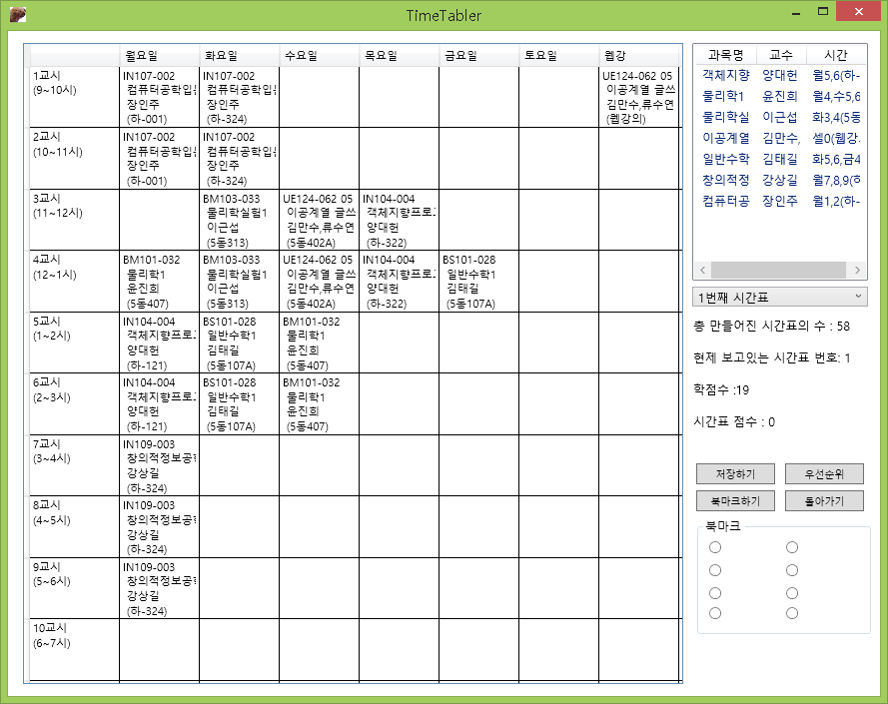 TimeTabler
월요일 화요일 수요일 목요일 금요일 토요일 웹강
1교시
(9~10시)
IN107-002
컴퓨터공학입
장인주
(하-001)
IN107-002
컴퓨터공학입
장인주
(하-324)
UE124-062 05
이공계열 글쓰
김만수,류수연
(웹강의)
2교시
(10~11시)
IN107-002
컴퓨터공학입
장인주
(하-001)
IN107-002
컴퓨터공학입
장인주
(하-324)
3교시
(11~12시)
BM103-033
물리학실험1
이근섭
(5동313)
UE124-062 05
이공계열 글쓰
김만수,류수연
(5동402A)
IN104-004
객체지향프로
양대헌
(하-322)
4교시
(12~1시)
BM101-032
물리학1
윤진희
(5동407)
BM103-033
물리학실험1
이근섭
(5동313)
UE124-062 05
이공계열 글쓰
김만수,류수연
(5동402A)
IN104-004
객체지향프로
양대헌
(하-322)
BS101-028
일반수학1
김태길
(5동107A)
5교시
(1~2시)
IN104-004
객체지향프로
양대헌
(하-121)
BS101-028
일반수학1
김태길
(5동107A)
BM101-032
물리학1
윤진희
(5동407)
6교시
(2~3시)
IN104-004
객체지향프로
양대헌
(하-121)
BS101-028
일반수학1
김태길
(5동107A)
BM101-032
물리학1
윤진희
(5동407)
7교시
(3~4시)
IN109-003
창의적정보공
강상길
(하-324)
8교시
(4~5시)
IN109-003
창의적정보공
강상길
(하-324)
9교시
(5~6시)
IN109-003
창의적정보공
강상길
(하-324)
10교시
(6~7시)
과목명 교수 시간
객체지향 양대헌 월5,6(하-
물리학1 윤진희 월4,수5,6
물리학실 이근섭 화3,4(5동
이공계열 김만수, 셀0(웹강.
일반수학 김태길 화5,6,금4
창의적정 강상길 월7,8,9(하
컴퓨터공 장인주 월1,2(하-
1번째 시간표
총 만들어진 시간표의 수 : 58
현제 보고있는 시간표 번호: 1
학점수 :19
시간표 점수 : 0
저장하기 우선순위
북마크하기 돌아가기
북마크